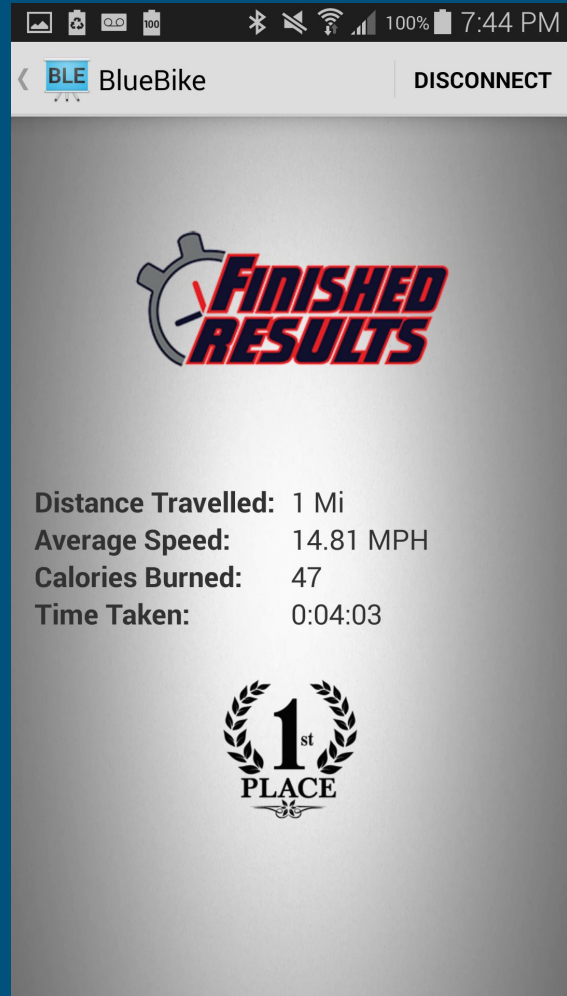 100 100% 7:44 PM
BLE BlueBike DISCONNECT
FINISHED
RESULTS
Distance Travelled: 1 Mi
Average Speed: 14.81 MPH
Calories Burned: 47
Time Taken: 0:04:03
1st
PLACE